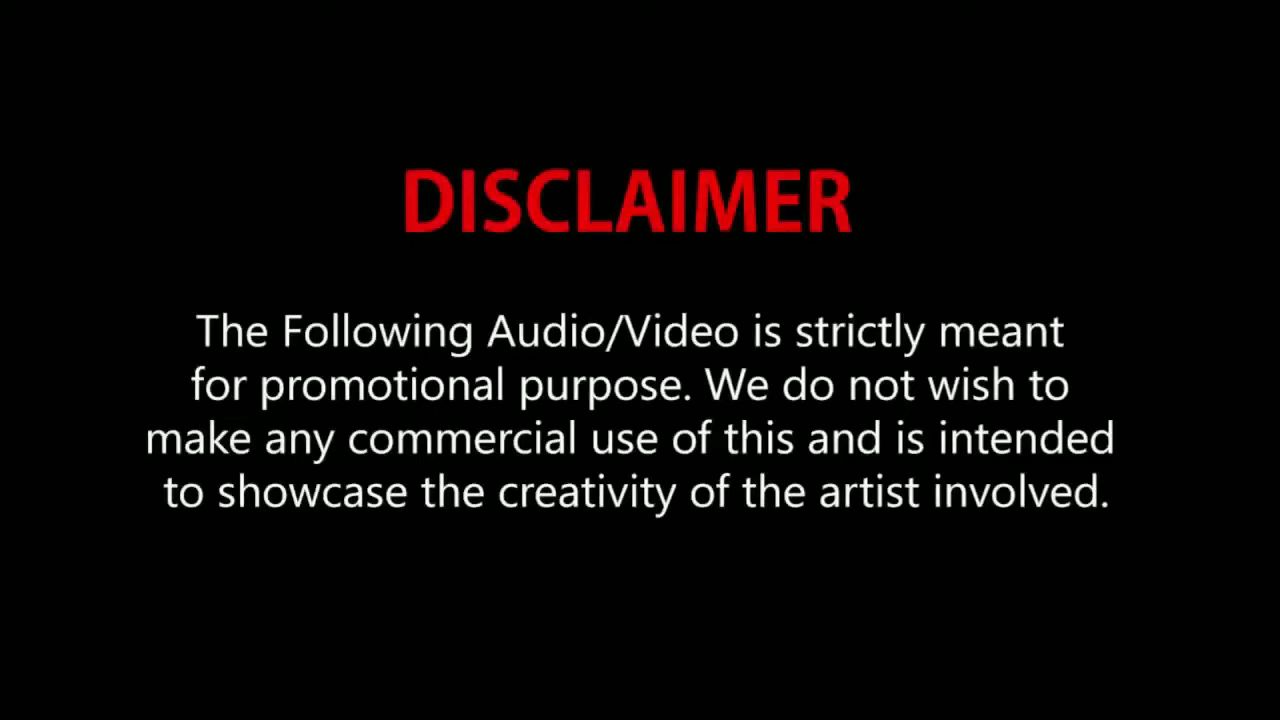 DISCLAIMER
The Following Audio/Video is strictly meant
for promotional purpose. We do not wish to
make any commercial use of this and is intended
to showcase the creativity of the artist involved.